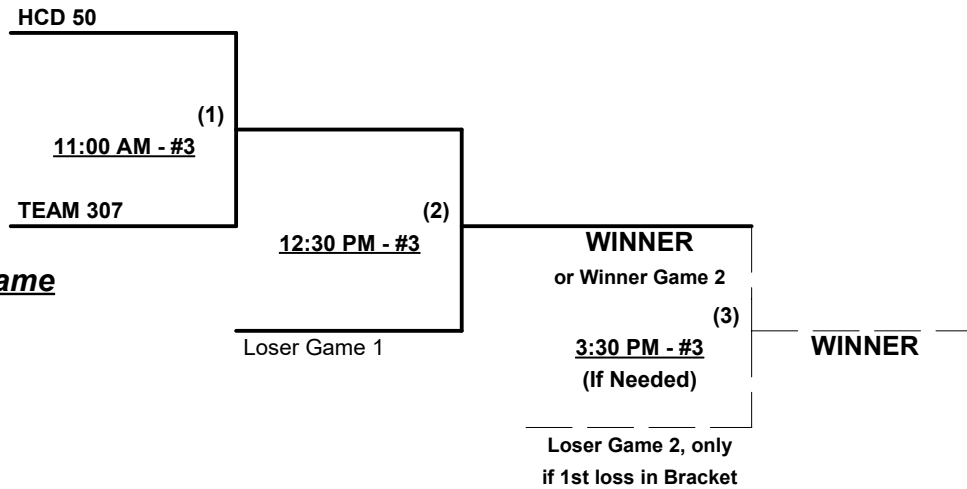 HCD 50
(1)
11:00 AM - #3
TEAM 307
(2)
12:30 PM - #3
WINNER
or Winner Game 2
(3)
Loser Game 1
3:30 PM - #3
WINNER
(If Needed)
Loser Game 2, only
if 1st loss in Bracket